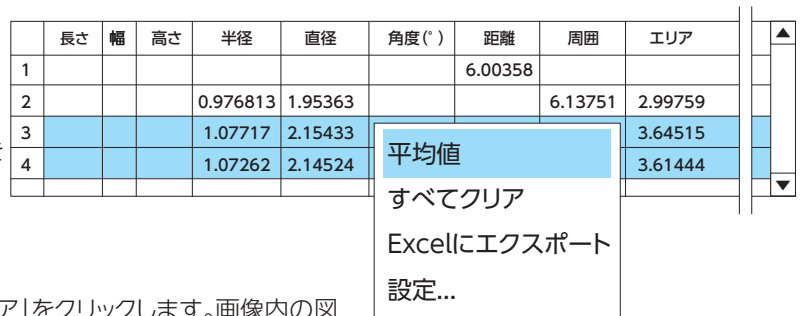 長さ 幅 高さ 半径 直径 角度(°) 距離 周囲 エリア
1 6.00358
2 0.976813 1.95363 6.13751 2.99759
3 1.07717 2.15433 3.64515
4 1.07262 2.14524 3.61444
平均値
すべてクリア
Excelにエクスポート
設定...
ア」をクリックします。画像内の図